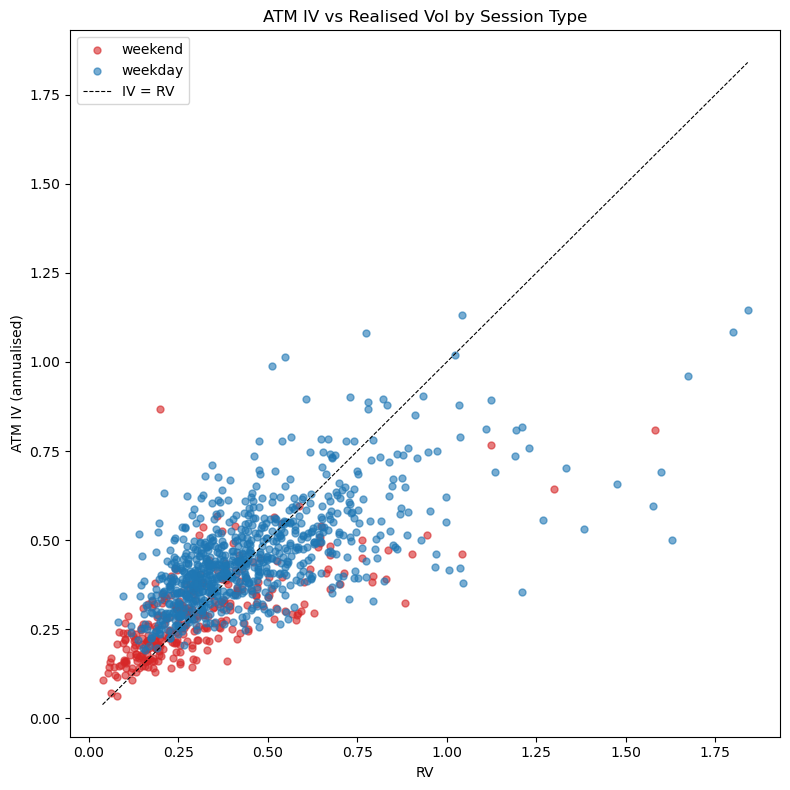 ATM IV vs Realised Vol by Session Type
weekend
weekday
IV = RV
1.75
1.50
1.25
1.00
0.75
0.50
0.25
0.00
ATM IV (annualised)
0.00 0.25 0.50 0.75 1.00 1.25 1.50 1.75
RV